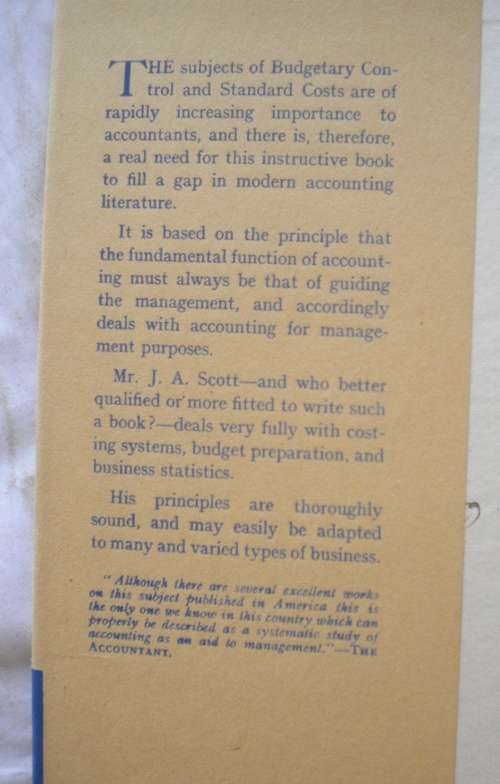 THE subjects of Budgetary Con-
trol and Standard Costs are of
rapidly increasing importance to
accountants, and there is, therefore,
a real need for this instructive book
to fill a gap in modern accounting
literature.
It is based on the principle that
the fundamental function of account-
ing must always be that of guiding
the management, and accordingly
deals with accounting for manage-
ment purposes.
Mr. J. A. Scott—and who better
qualified or more fitted to write such
a book?—deals very fully with cost-
ing systems, budget preparation, and
business statistics.
His principles are thoroughly
sound, and may easily be adapted
to many and varied types of business.
"Although there are several excellent works
on this subject published in America this is
the only one we know in this country which can
properly be described as a systematic study of
accounting as an aid to management."—THE
ACCOUNTANT.